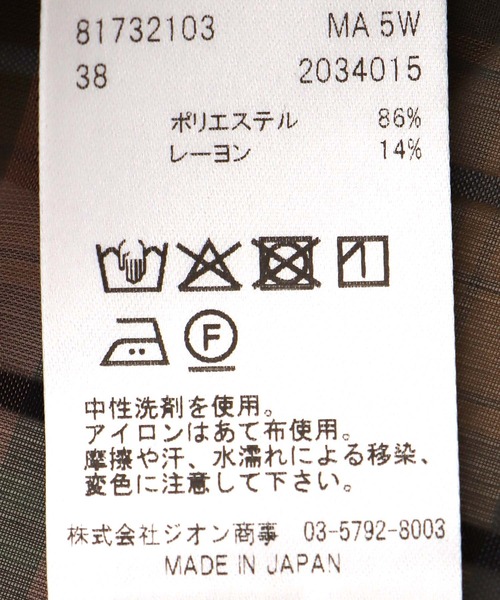 81732103 MA 5W
38 2034015
ポリエステル 86%
レーヨン 14%
F
中性洗剤を使用。
アイロンはあて布使用。
摩擦や汗、水濡れによる移染、
変色に注意して下さい。
株式会社ジオン商事 03-5792-8003
MADE IN JAPAN